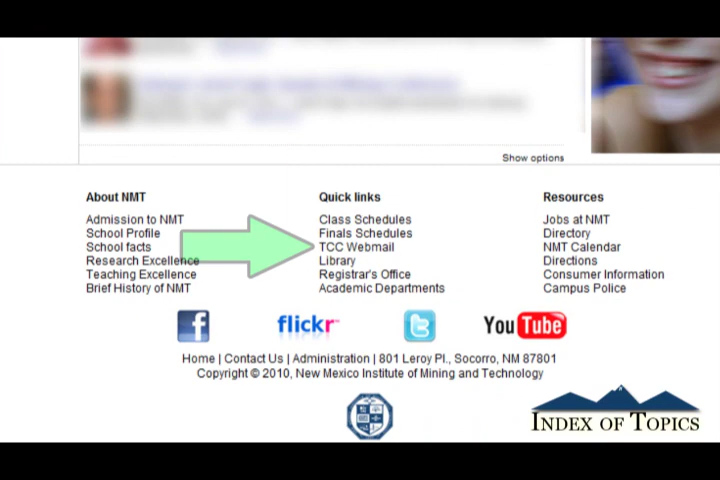 Show options
About NMT
Admission to NMT
School Profile
School facts
Research Excellence
Teaching Excellence
Brief History of NMT
Quick links
Class Schedules
Finals Schedules
TCC Webmail
Library
Registrar's Office
Academic Departments
Resources
Jobs at NMT
Directory
NMT Calendar
Directions
Consumer Information
Campus Police
f
flickr
t
You Tube
Home | Contact Us | Administration | 801 Leroy Pl., Socorro, NM 87801
Copyright © 2010, New Mexico Institute of Mining and Technology
INDEX OF TOPICS